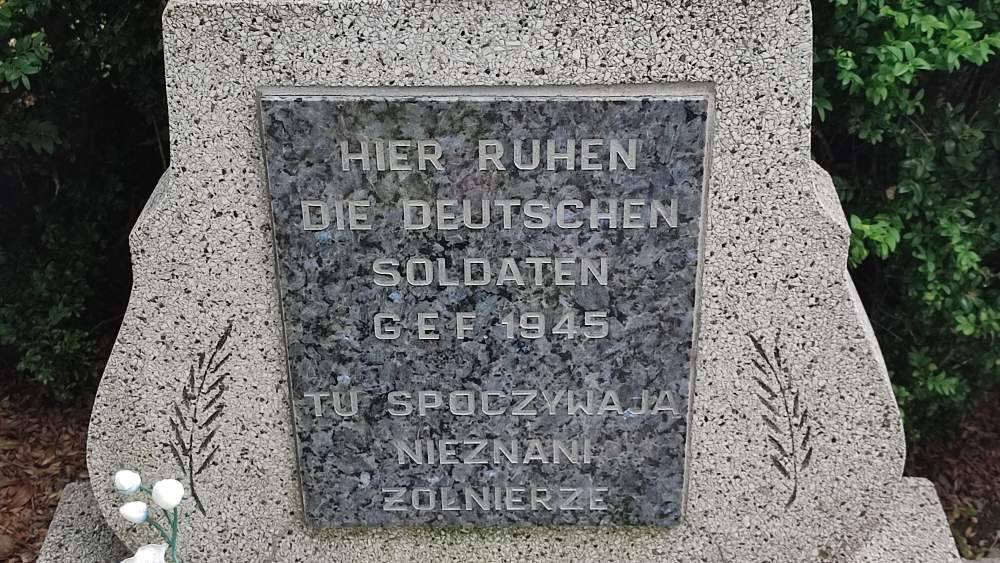 HIER RUHEN
DIE DEUTSCHEN
SOLDATEN
GEF. 1945
TU SPOCZYWAJA
NIEZNANI
ZOLNIERZE